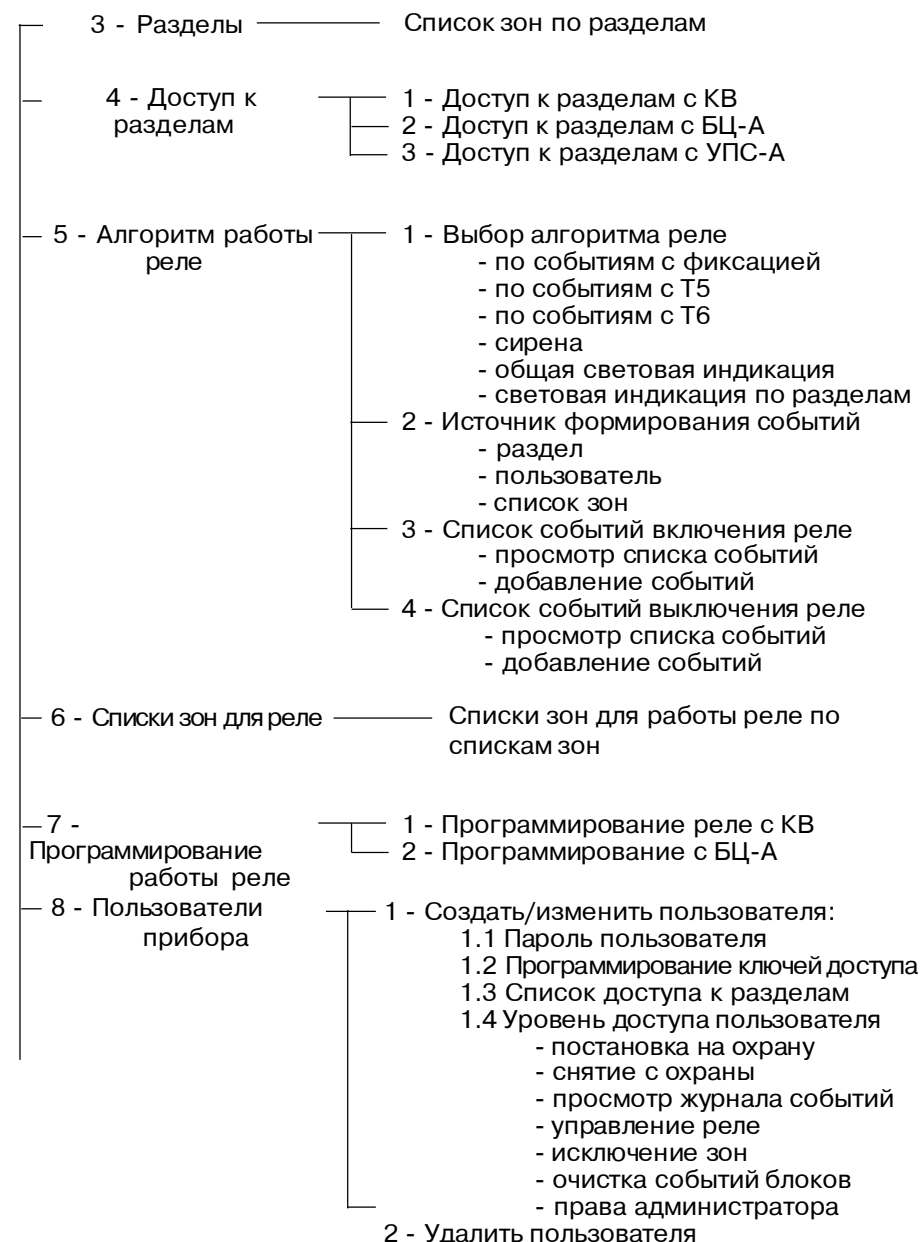 3 - Разделы
Список зон по разделам
4 - Доступ к
разделам
1 - Доступ к разделам с КВ
2 - Доступ к разделам с БЦ-А
3 - Доступ к разделам с УПС-А
5 - Алгоритм работы
реле
1 - Выбор алгоритма реле
- по событиям с фиксацией
- по событиям с Т5
- по событиям с Т6
- сирена
- общая световая индикация
- световая индикация по разделам
2 - Источник формирования событий
- раздел
- пользователь
- список зон
3 - Список событий включения реле
- просмотр списка событий
- добавление событий
4 - Список событий выключения реле
- просмотр списка событий
- добавление событий
6 - Списки зон для реле
Списки зон для работы реле по
спискам зон
7 -
Программирование
работы реле
1 - Программирование реле с КВ
2 - Программирование с БЦ-А
8 - Пользователи
прибора
1 - Создать/изменить пользователя:
1.1 Пароль пользователя
1.2 Программирование ключей доступа
1.3 Список доступа к разделам
1.4 Уровень доступа пользователя
- постановка на охрану
- снятие с охраны
- просмотр журнала событий
- управление реле
- исключение зон
- очистка событий блоков
- права администратора
2 - Удалить пользователя